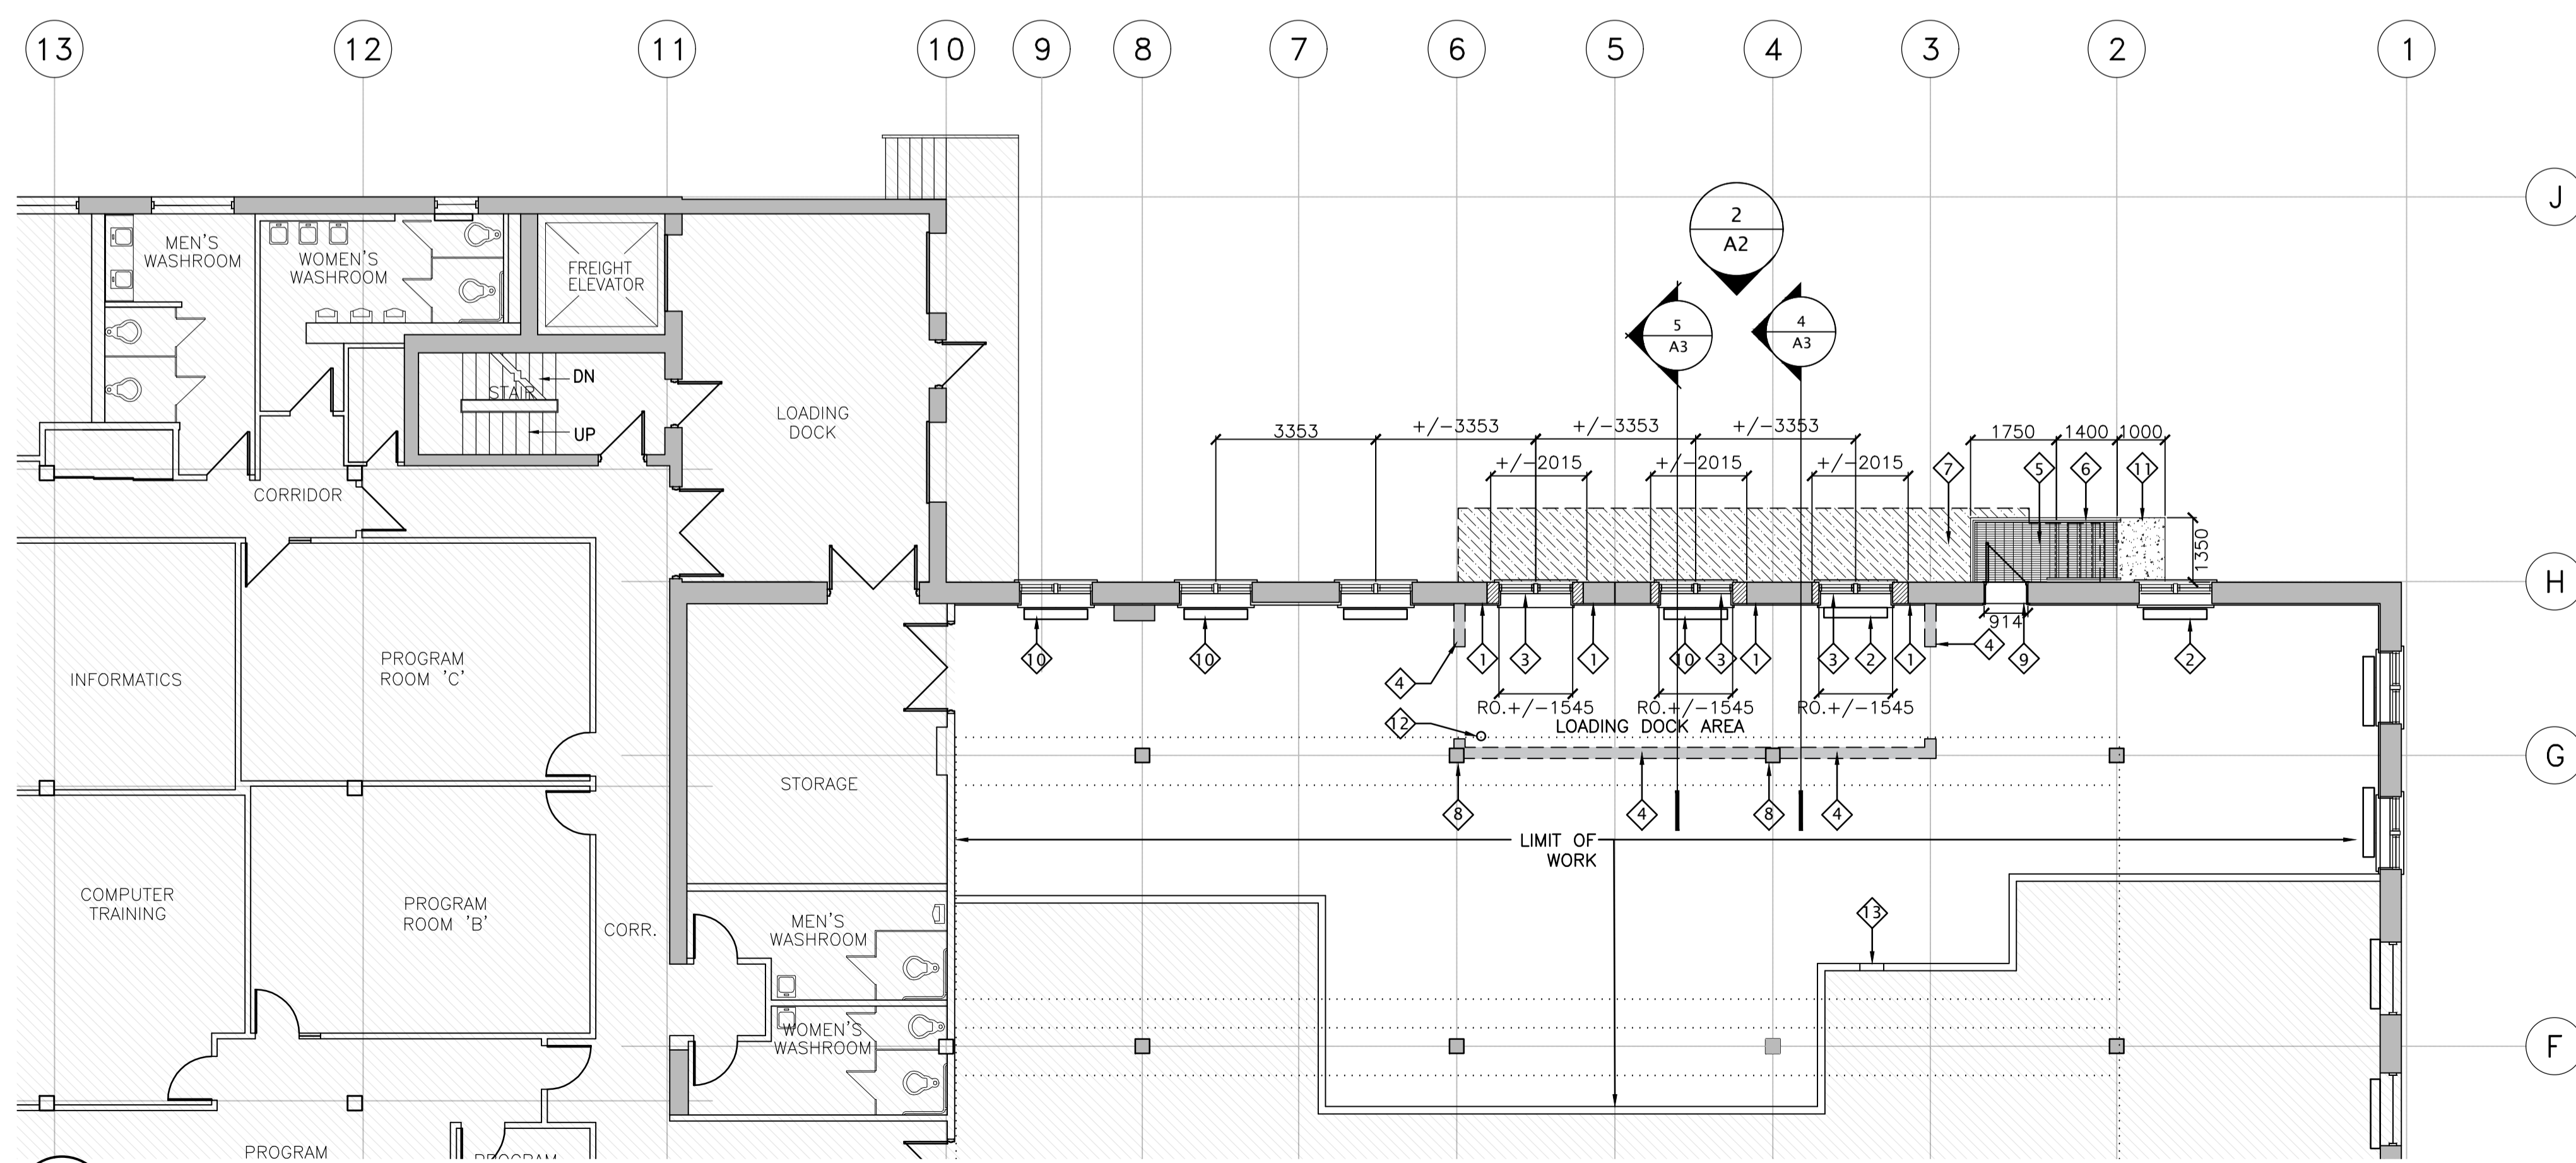 13
12
11
10
9
8
7
6
5
4
3
2
1
J
2
A2
MEN'S
WASHROOM
WOMEN'S
WASHROOM
FREIGHT
ELEVATOR
5
A3
4
A3
DN
STAIR
UP
LOADING
DOCK
3353
+/-3353
+/-3353
+/-3353
1750
1400
1000
+/-2015
+/-2015
+/-2015
7
5
6
11
CORRIDOR
1350
H
914
INFORMATICS
PROGRAM
ROOM 'C'
10
10
4
1
3
1
10
3
1
3
2
1
4
9
2
RO.+/-1545
RO.+/-1545
RO.+/-1545
12
LOADING DOCK AREA
G
STORAGE
8
4
8
4
LIMIT OF
WORK
COMPUTER
TRAINING
PROGRAM
ROOM 'B'
CORR.
MEN'S
WASHROOM
13
WOMEN'S
WASHROOM
F
PROGRAM
PROGRAM